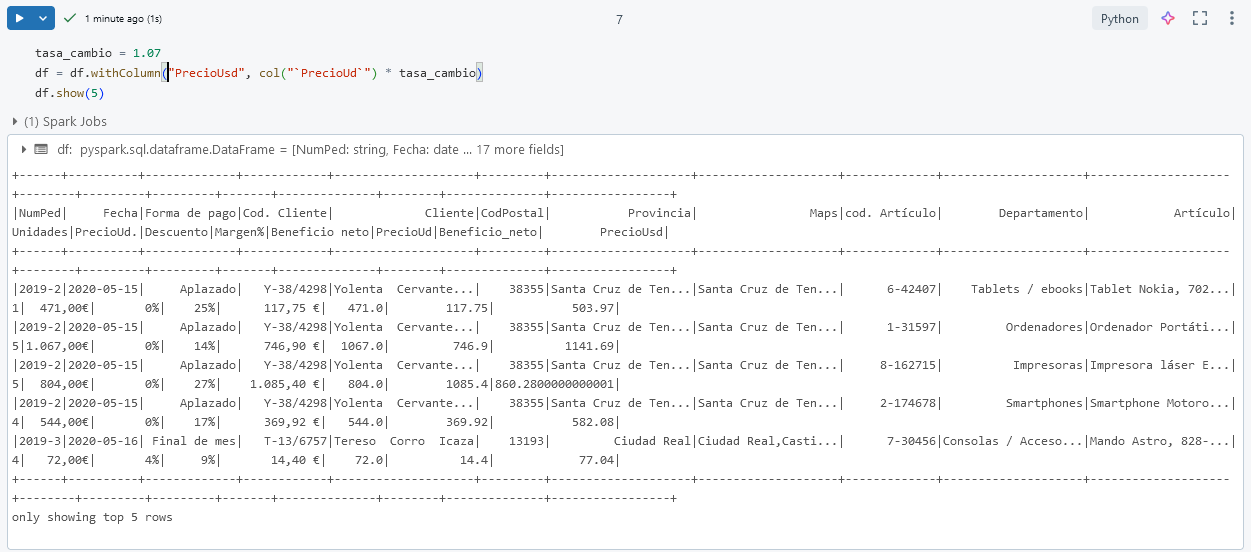 1 minute ago (1s)
7
Python
tasa_cambio = 1.07
df = df.withColumn("PrecioUsd", col("`PrecioUd`") * tasa_cambio)
df.show(5)
(1) Spark Jobs
df: pyspark.sql.dataframe.DataFrame = [NumPed: string, Fecha: date ... 17 more fields]
+------+----------+-------------+------------+--------------------+---------+--------------------+--------------------+-------------+--------------------+--------------------
+--------+---------+---------+-------+--------------+--------+--------------+-----------------+
|NumPed|     Fecha|Forma de pago|Cod. Cliente|             Cliente|CodPostal|           Provincia|                Maps|cod. Artículo|        Departamento|            Artículo|
Unidades|PrecioUd.|Descuento|Margen%|Beneficio neto|PrecioUd|Beneficio_neto|        PrecioUsd|
+------+----------+-------------+------------+--------------------+---------+--------------------+--------------------+-------------+--------------------+--------------------
+--------+---------+---------+-------+--------------+--------+--------------+-----------------+
|2019-2|2020-05-15|     Aplazado|   Y-38/4298|Yolenta  Cervante...|    38355|Santa Cruz de Ten...|Santa Cruz de Ten...|      6-42407|    Tablets / ebooks|Tablet Nokia, 702...|
1|  471,00€|       0%|    25%|      117,75 €|   471.0|        117.75|           503.97|
|2019-2|2020-05-15|     Aplazado|   Y-38/4298|Yolenta  Cervante...|    38355|Santa Cruz de Ten...|Santa Cruz de Ten...|      1-31597|         Ordenadores|Ordenador Portáti...|
5|1.067,00€|       0%|    14%|      746,90 €|  1067.0|         746.9|          1141.69|
|2019-2|2020-05-15|     Aplazado|   Y-38/4298|Yolenta  Cervante...|    38355|Santa Cruz de Ten...|Santa Cruz de Ten...|     8-162715|          Impresoras|Impresora láser E...|
5|  804,00€|       0%|    27%|    1.085,40 €|   804.0|        1085.4|860.2800000000001|
|2019-2|2020-05-15|     Aplazado|   Y-38/4298|Yolenta  Cervante...|    38355|Santa Cruz de Ten...|Santa Cruz de Ten...|     2-174678|         Smartphones|Smartphone Motoro...|
4|  544,00€|       0%|    17%|      369,92 €|   544.0|        369.92|           582.08|
|2019-3|2020-05-16| Final de mes|   T-13/6757|Tereso  Corro  Icaza|    13193|         Ciudad Real|Ciudad Real,Casti...|      7-30456|Consolas / Acceso...|Mando Astro, 828-...|
4|   72,00€|       4%|     9%|       14,40 €|    72.0|          14.4|            77.04|
+------+----------+-------------+------------+--------------------+---------+--------------------+--------------------+-------------+--------------------+--------------------
+--------+---------+---------+-------+--------------+--------+--------------+-----------------+
only showing top 5 rows